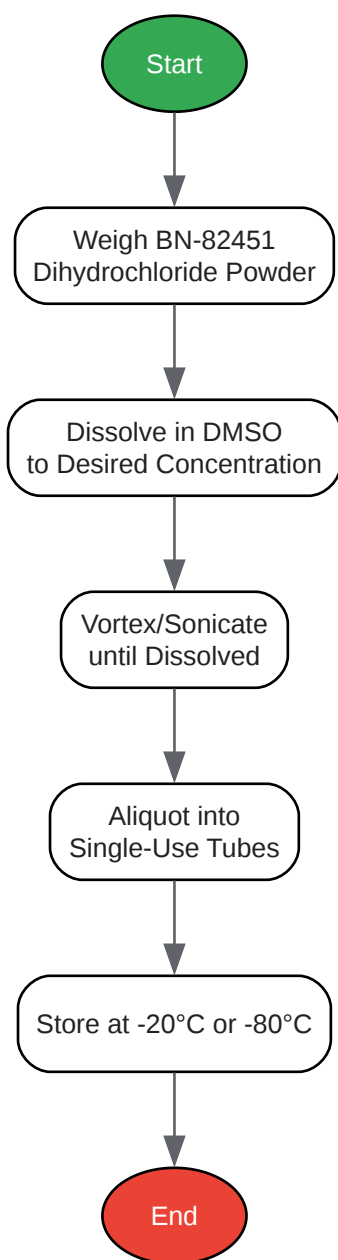 Start
Weigh BN-82451
Dihydrochloride Powder
Dissolve in DMSO
to Desired Concentration
Vortex/Sonicate
until Dissolved
Aliquot into
Single-Use Tubes
Store at -20°C or -80°C
End